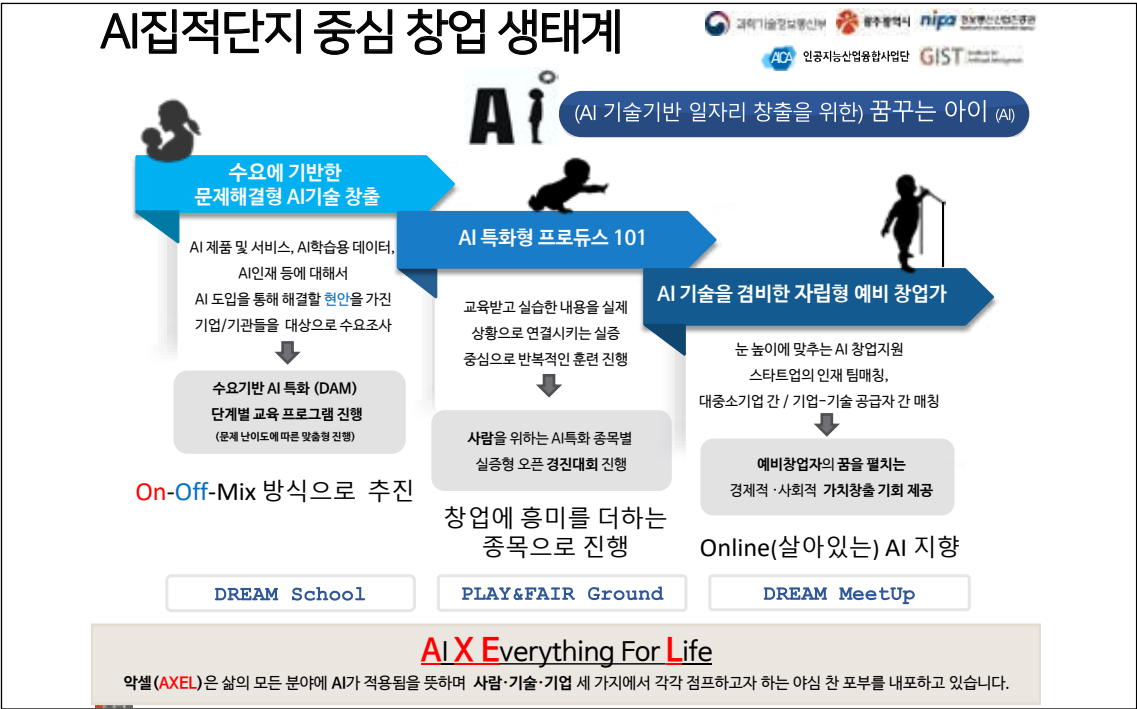 AI집적단지 중심 창업 생태계
과학기술정보통신부 광주광역시 nipa 정보통신산업진흥원
AICA 인공지능산업융합사업단 GIST
Ai
(AI 기술기반 일자리 창출을 위한) 꿈꾸는 아이 (AI)
수요에 기반한
문제해결형 AI기술 창출
AI 제품 및 서비스, AI학습용 데이터,
AI인재 등에 대해서
AI 도입을 통해 해결할 현안을 가진
기업/기관들을 대상으로 수요조사
수요기반 AI 특화 (DAM)
단계별 교육 프로그램 진행
(문제 난이도에 따른 맞춤형 진행)
On-Off-Mix 방식으로 추진
DREAM School
AI 특화형 프로듀스 101
교육받고 실습한 내용을 실제
상황으로 연결시키는 실증
중심으로 반복적인 훈련 진행
사람을 위하는 AI특화 종목별
실증형 오픈 경진대회 진행
창업에 흥미를 더하는
종목으로 진행
PLAY&FAIR Ground
AI 기술을 겸비한 자립형 예비 창업가
눈 높이에 맞추는 AI 창업지원
스타트업의 인재 팀매칭,
대중소기업 간 / 기업-기술 공급자 간 매칭
예비창업자의 꿈을 펼치는
경제적 ·사회적 가치창출 기회 제공
Online(살아있는) AI 지향
DREAM MeetUp
AI X Everything For Life
악셀(AXEL)은 삶의 모든 분야에 AI가 적용됨을 뜻하며 사람·기술·기업 세 가지에서 각각 점프하고자 하는 야심 찬 포부를 내포하고 있습니다.